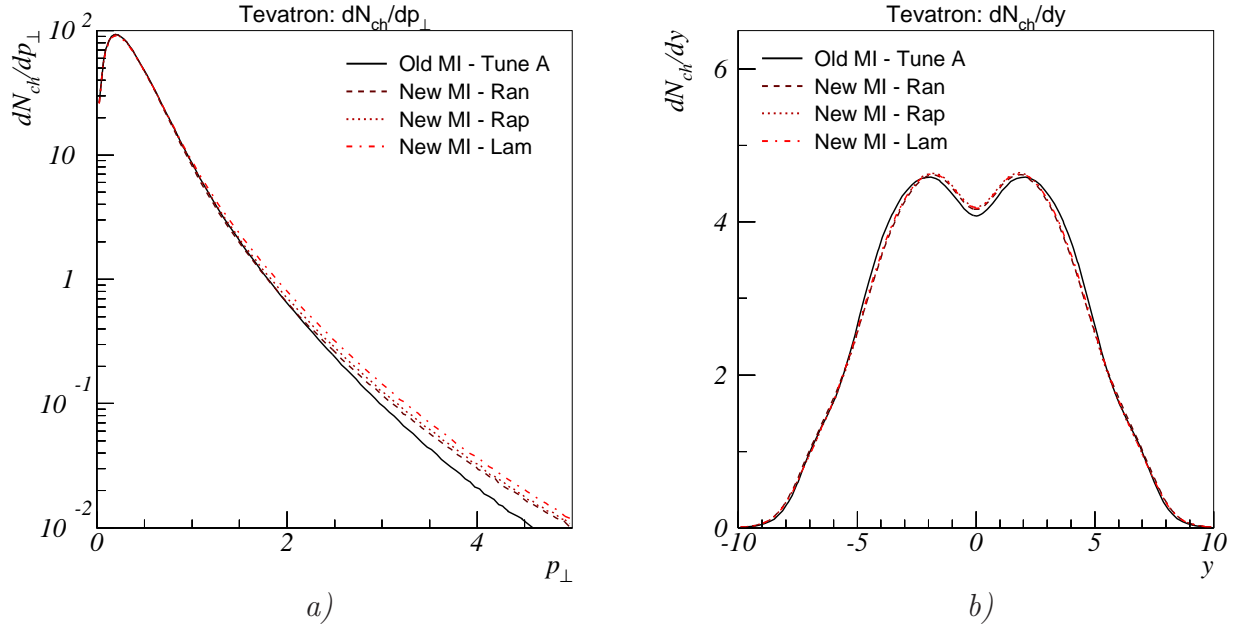 Tevatron: dN_ch/dp_⊥
dN_ch/dp_⊥
10^2
10
1
10^-1
10^-2
Old MI - Tune A
New MI - Ran
New MI - Rap
New MI - Lam
0 2 4
p_⊥
a)
Tevatron: dN_ch/dy
dN_ch/dy
6
4
2
0
Old MI - Tune A
New MI - Ran
New MI - Rap
New MI - Lam
-10 -5 0 5 10
y
b)